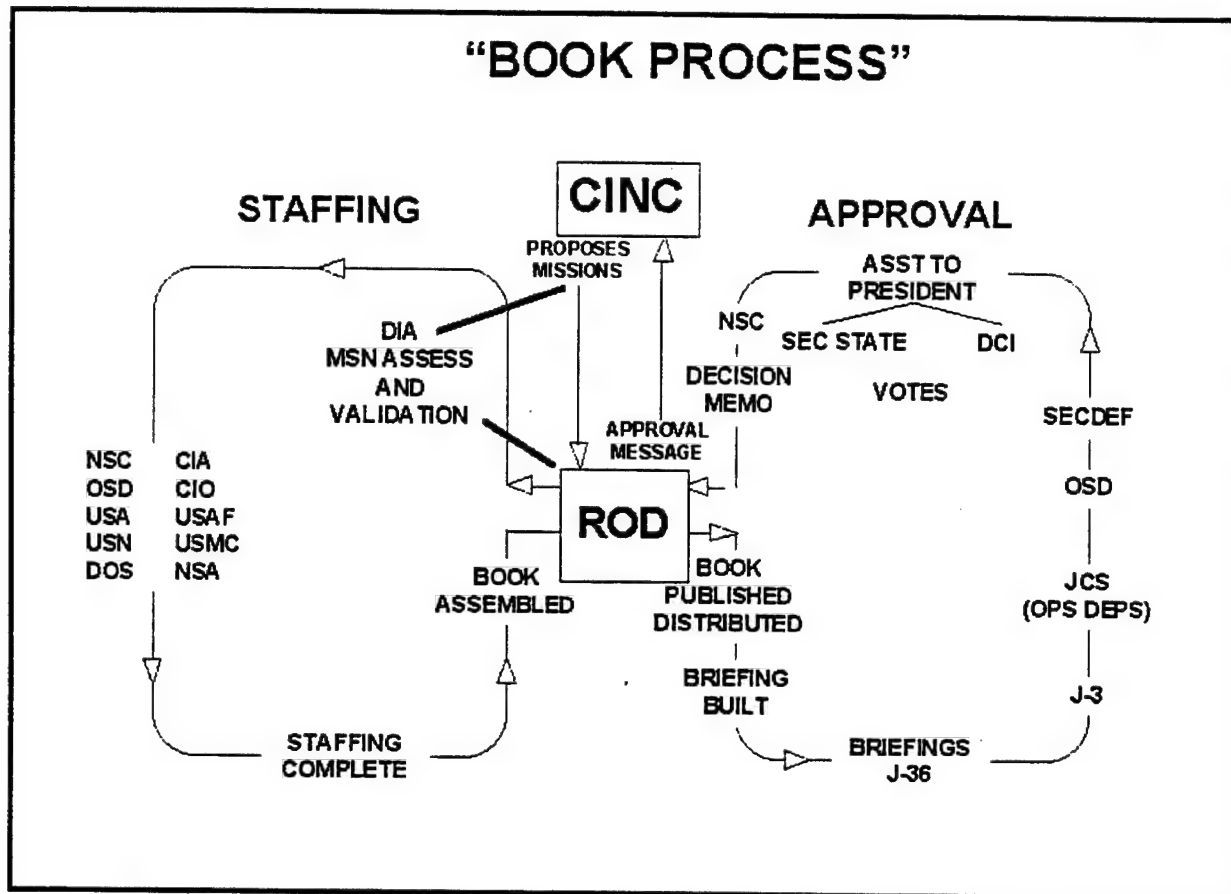 “BOOK PROCESS”
STAFFING
CINC
APPROVAL
PROPOSES
MISSIONS
ASST TO
PRESIDENT
NSC
SEC STATE
DCI
DIA
MSN ASSESS
AND
VALIDATION
DECISION
MEMO
VOTES
SECDEF
APPROVAL
MESSAGE
NSC CIA
OSD CIO
USA USAF
USN USMC
DOS NSA
OSD
ROD
BOOK
ASSEMBLED
BOOK
PUBLISHED
DISTRIBUTED
JCS
(OPS DEPS)
BRIEFING
BUILT
J-3
STAFFING
COMPLETE
BRIEFINGS
J-36